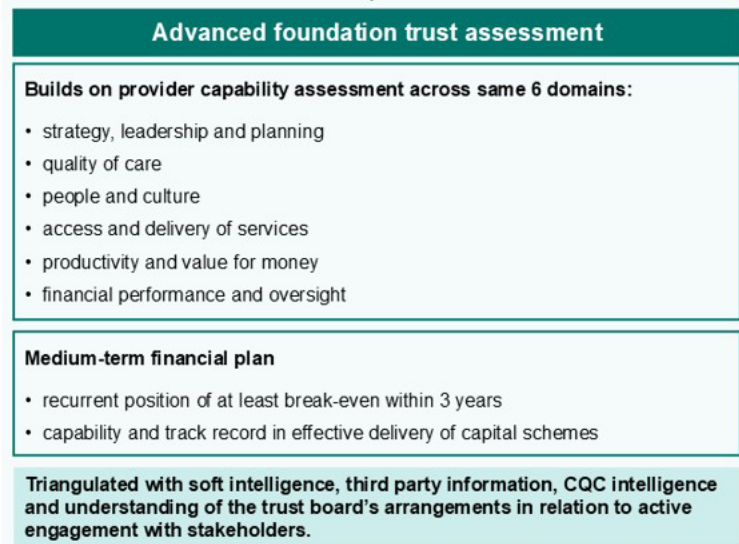 Advanced foundation trust assessment
Builds on provider capability assessment across same 6 domains:
• strategy, leadership and planning
• quality of care
• people and culture
• access and delivery of services
• productivity and value for money
• financial performance and oversight
Medium-term financial plan
• recurrent position of at least break-even within 3 years
• capability and track record in effective delivery of capital schemes
Triangulated with soft intelligence, third party information, CQC intelligence
and understanding of the trust board's arrangements in relation to active
engagement with stakeholders.